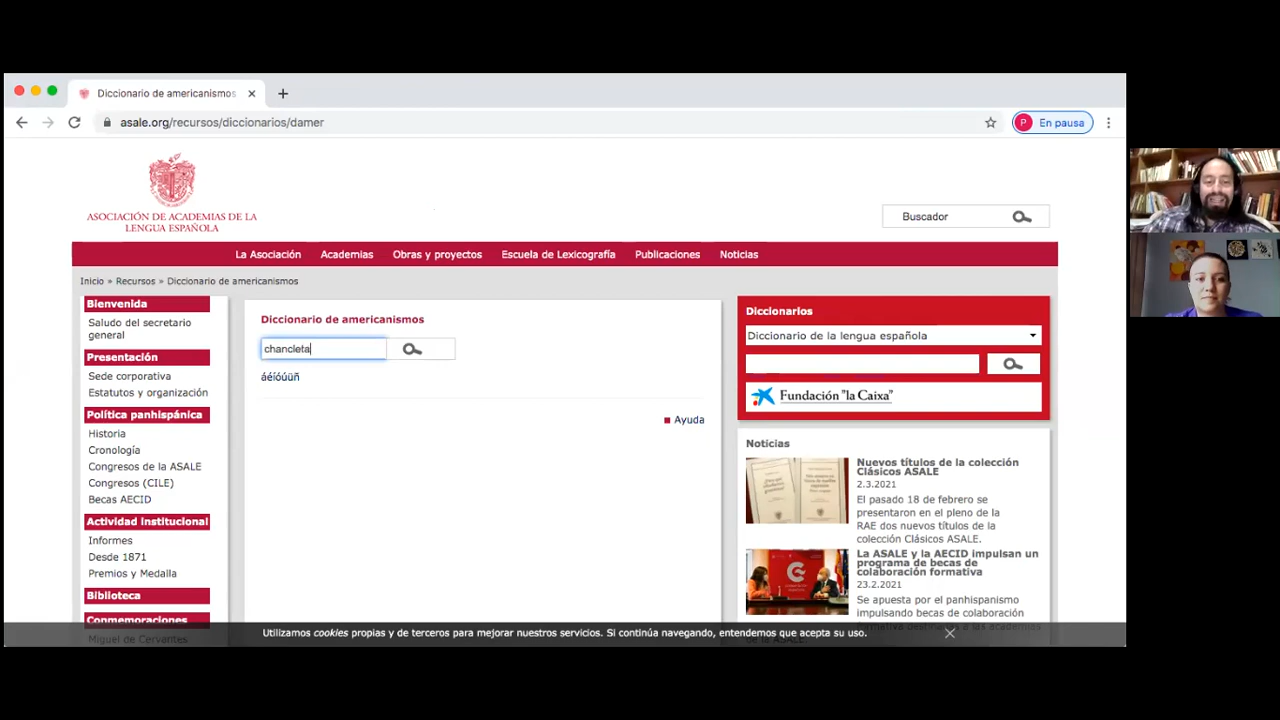 Diccionario de americanismos
asale.org/recursos/diccionarios/damer
P
En pausa
ASOCIACIÓN DE ACADEMIAS DE LA
LENGUA ESPAÑOLA
Buscador
La Asociación
Academias
Obras y proyectos
Escuela de Lexicografía
Publicaciones
Noticias
Inicio » Recursos » Diccionario de americanismos
Bienvenida
Saludo del secretario
general
Presentación
Sede corporativa
Estatutos y organización
Política panhispánica
Historia
Cronología
Congresos de la ASALE
Congresos (CILE)
Becas AECID
Actividad institucional
Informes
Desde 1871
Premios y Medalla
Biblioteca
Conmemoraciones
Miguel de Cervantes
Diccionario de americanismos
chancleta
áéíóúüñ
Ayuda
Diccionarios
Diccionario de la lengua española
Fundación "la Caixa"
Noticias
Nuevos títulos de la colección
Clásicos ASALE
2.3.2021
El pasado 18 de febrero se
presentaron en el pleno de la
RAE dos nuevos títulos de la
colección Clásicos ASALE.
La ASALE y la AECID impulsan un
programa de becas de
colaboración formativa
23.2.2021
Se apuesta por el panhispanismo
impulsando becas de colaboración
de la ASALE.
Utilizamos cookies propias y de terceros para mejorar nuestros servicios. Si continúa navegando, entendemos que acepta su uso.